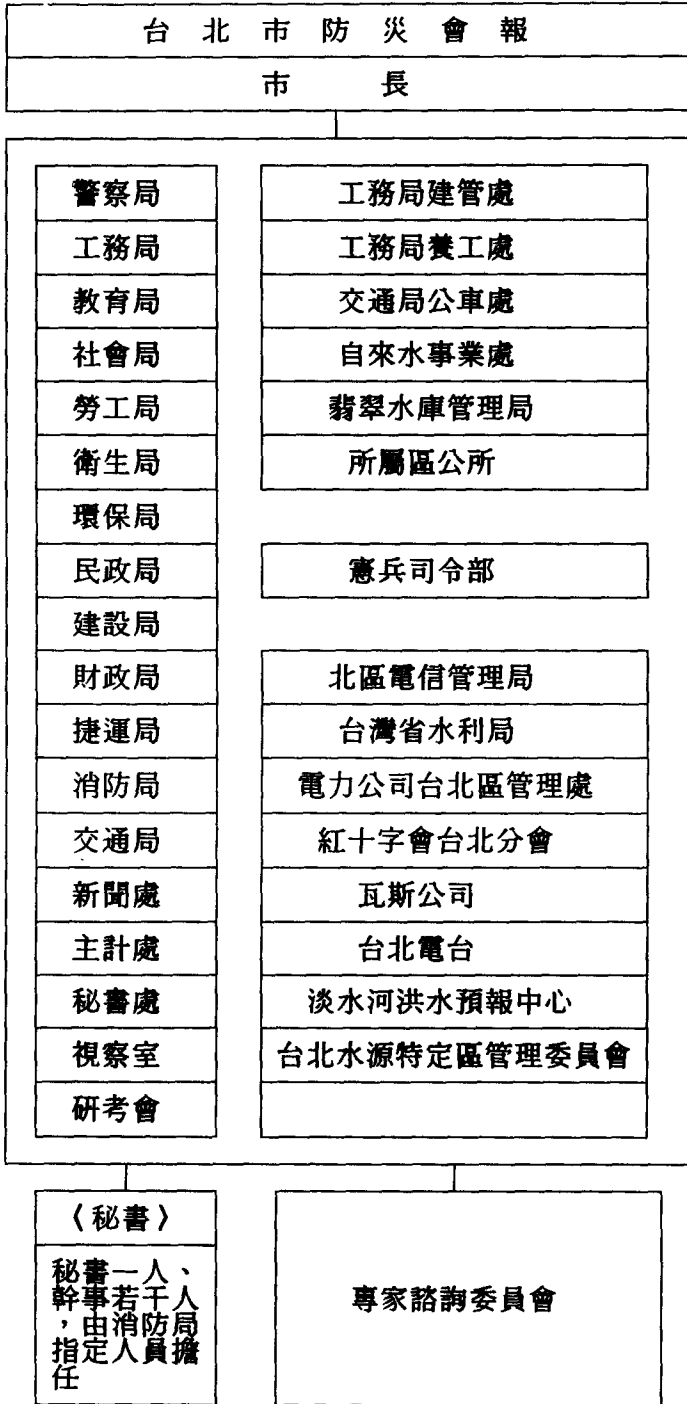 台北市防災會報
市長
警察局
工務局
教育局
社會局
勞工局
衛生局
環保局
民政局
建設局
財政局
捷運局
消防局
交通局
新聞處
主計處
秘書處
視察室
研考會
工務局建管處
工務局養工處
交通局公車處
自來水事業處
翡翠水庫管理局
所屬區公所
憲兵司令部
北區電信管理局
台灣省水利局
電力公司台北區管理處
紅十字會台北分會
瓦斯公司
台北電台
淡水河洪水預報中心
台北水源特定區管理委員會
〈秘書〉
秘書一人、
幹事若干人
，由消防局
指定人員擔
任
專家諮詢委員會